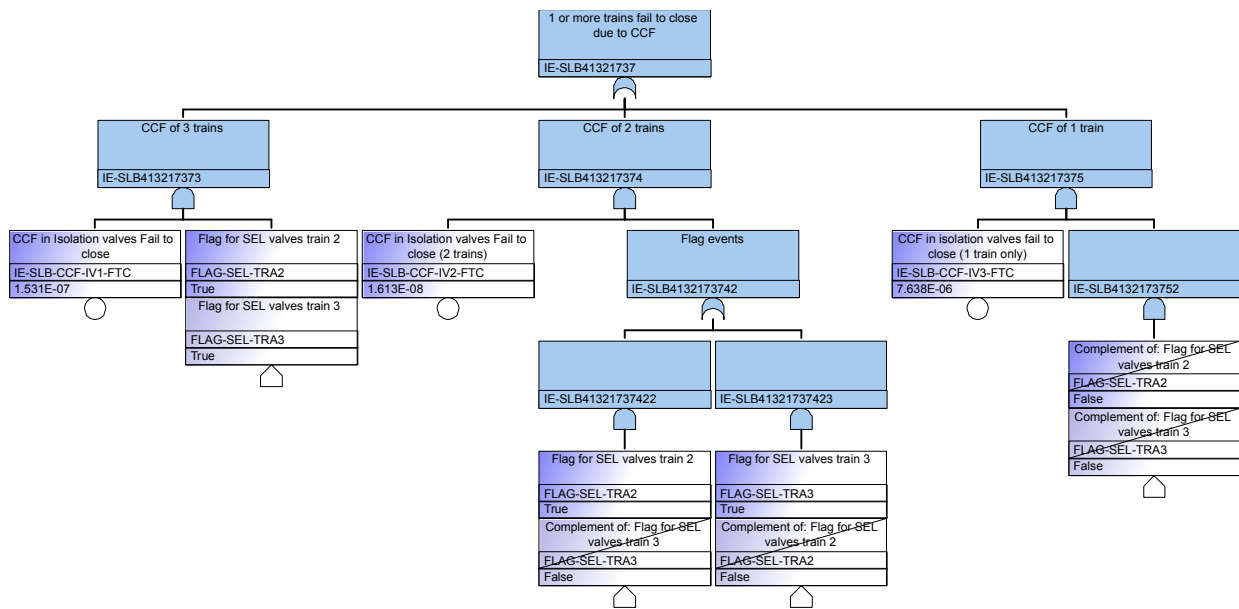 1 or more trains fail to close
due to CCF
IE-SLB41321737
CCF of 3 trains
IE-SLB413217373
CCF of 2 trains
IE-SLB413217374
CCF of 1 train
IE-SLB413217375
CCF in Isolation valves Fail to
close
IE-SLB-CCF-IV1-FTC
1.531E-07
Flag for SEL valves train 2
FLAG-SEL-TRA2
True
Flag for SEL valves train 3
FLAG-SEL-TRA3
True
CCF in Isolation valves Fail to
close (2 trains)
IE-SLB-CCF-IV2-FTC
1.613E-08
Flag events
IE-SLB4132173742
CCF in isolation valves fail to
close (1 train only)
IE-SLB-CCF-IV3-FTC
7.638E-06
IE-SLB4132173752
IE-SLB41321737422
IE-SLB41321737423
Complement of: Flag for SEL
valves train 2
FLAG-SEL-TRA2
False
Complement of: Flag for SEL
valves train 3
FLAG-SEL-TRA3
False
Flag for SEL valves train 2
FLAG-SEL-TRA2
True
Complement of: Flag for SEL
valves train 3
FLAG-SEL-TRA3
False
Flag for SEL valves train 3
FLAG-SEL-TRA3
True
Complement of: Flag for SEL
valves train 2
FLAG-SEL-TRA2
False